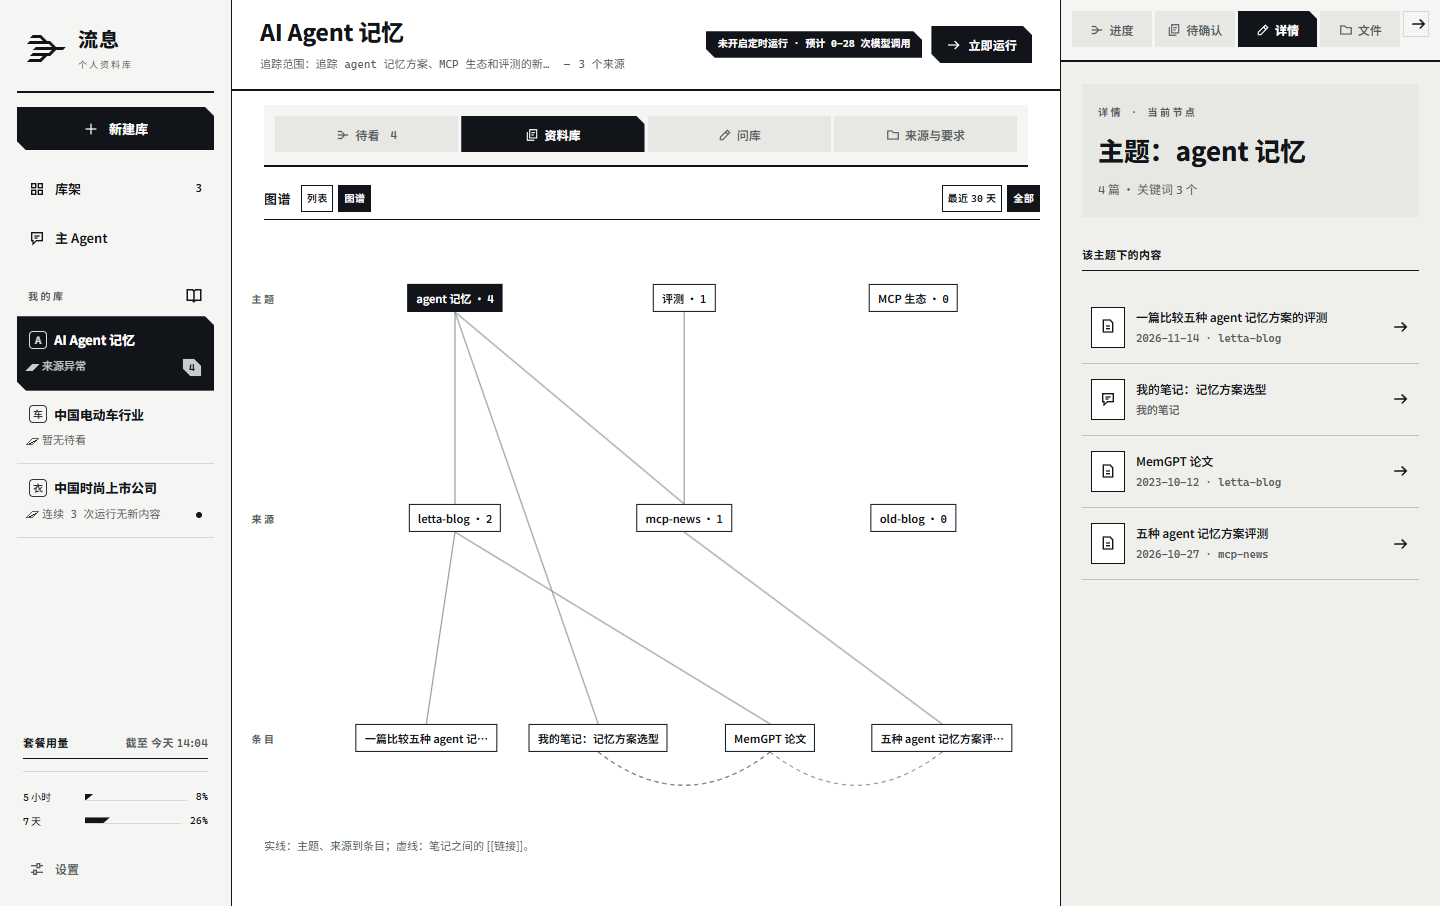 流息
个人资料库
新建库
库架 3
主 Agent
我的库
A AI Agent 记忆
来源异常 4
车 中国电动车行业
暂无待看
衣 中国时尚上市公司
连续 3 次运行无新内容
套餐用量 截至 今天 14:04
5 小时 8%
7 天 26%
设置
AI Agent 记忆
追踪范围：追踪 agent 记忆方案、MCP 生态和评测的新… — 3 个来源
未开启定时运行 · 预计 0–28 次模型调用
立即运行
待看 4
资料库
问库
来源与要求
图谱 列表 图谱
最近 30 天 全部
主题
agent 记忆 · 4
评测 · 1
MCP 生态 · 0
来源
letta-blog · 2
mcp-news · 1
old-blog · 0
条目
一篇比较五种 agent 记…
我的笔记：记忆方案选型
MemGPT 论文
五种 agent 记忆方案评…
实线：主题、来源到条目；虚线：笔记之间的 [[链接]]。
进度
待确认
详情
文件
详情 · 当前节点
主题：agent 记忆
4 篇 · 关键词 3 个
该主题下的内容
一篇比较五种 agent 记忆方案的评测
2026-11-14 · letta-blog
我的笔记：记忆方案选型
我的笔记
MemGPT 论文
2023-10-12 · letta-blog
五种 agent 记忆方案评测
2026-10-27 · mcp-news